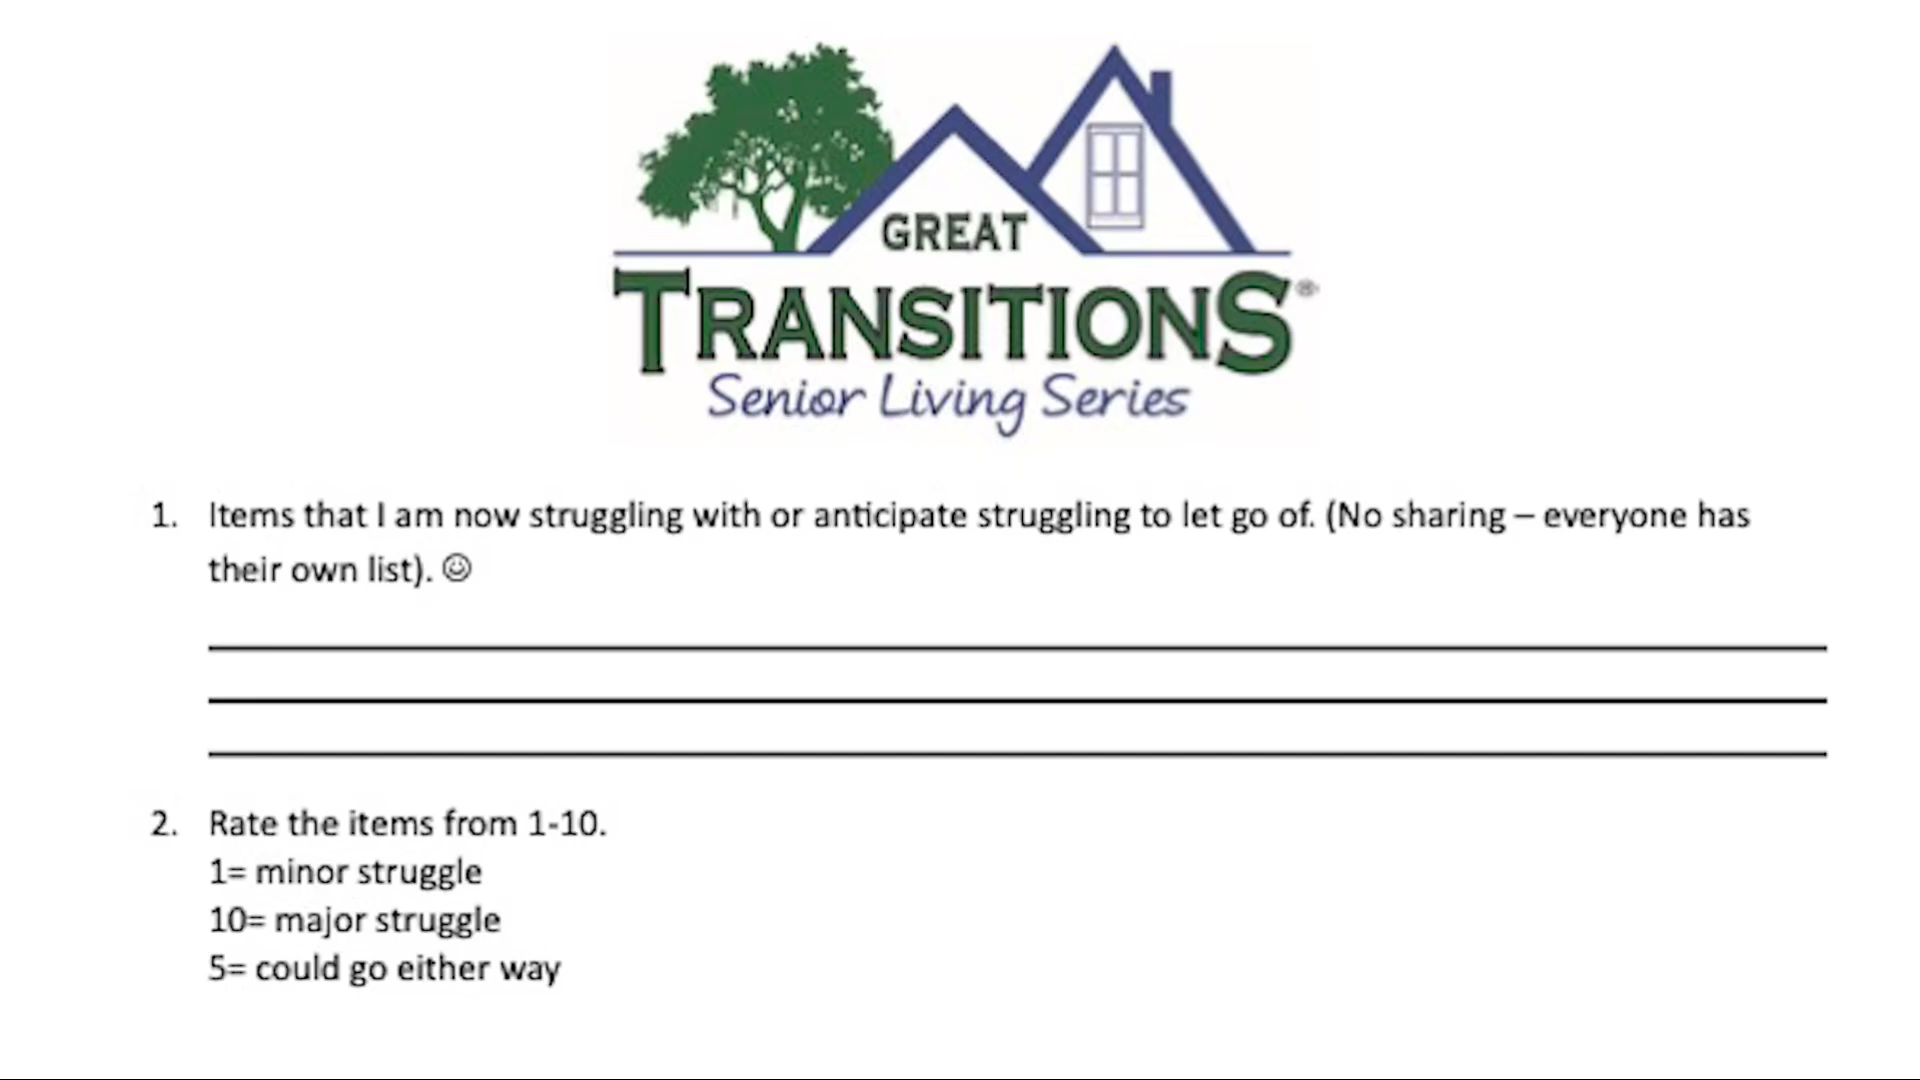 GREAT
TRANSITIONS®
Senior Living Series
1. Items that I am now struggling with or anticipate struggling to let go of. (No sharing – everyone has
their own list). ☺
2. Rate the items from 1-10.
1= minor struggle
10= major struggle
5= could go either way